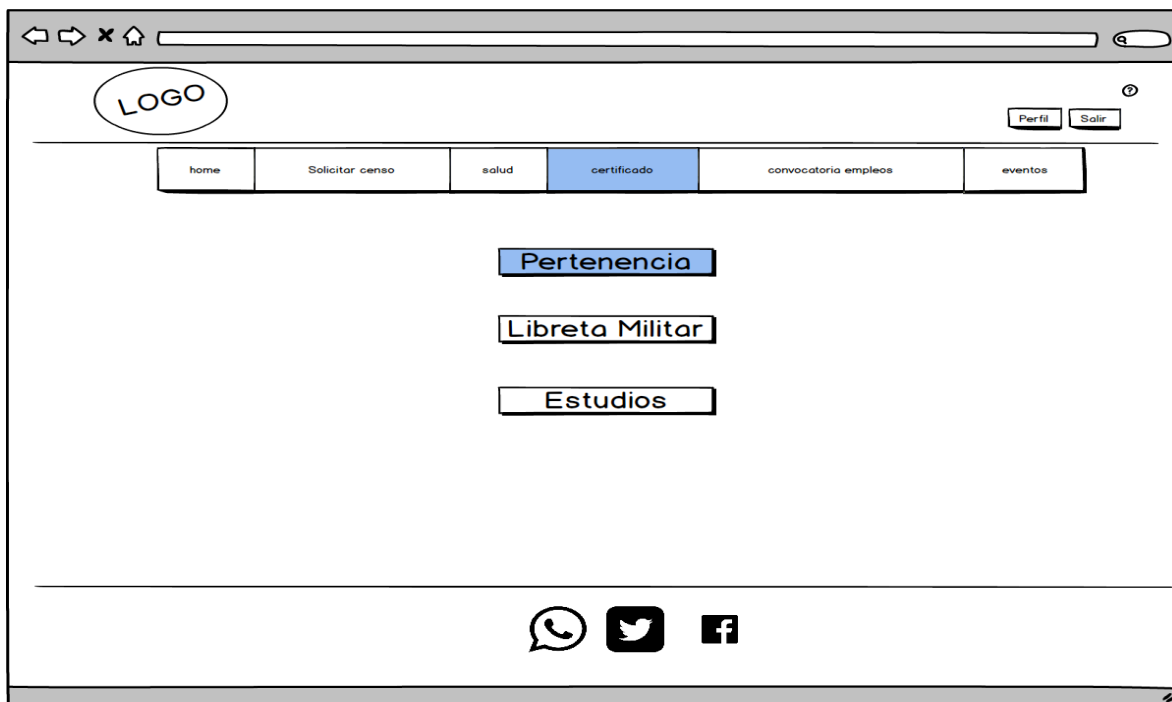 LOGO
?
Perfil Salir
home Solicitar censo salud certificado convocatoria empleos eventos
Pertenencia
Libreta Militar
Estudios